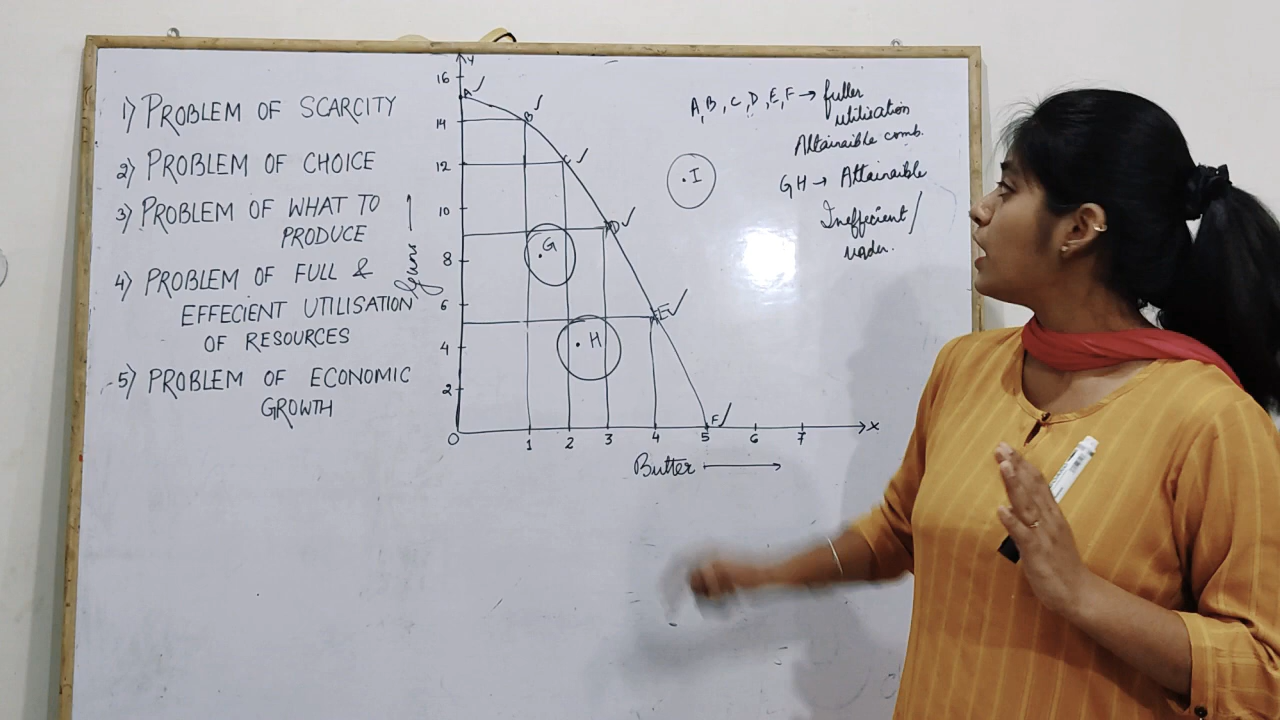 1) PROBLEM OF SCARCITY
2) PROBLEM OF CHOICE
3) PROBLEM OF WHAT TO
PRODUCE
4) PROBLEM OF FULL &
EFFECIENT UTILISATION
OF RESOURCES
5) PROBLEM OF ECONOMIC
GROWTH
Y
16
14
12
10
8
6
4
2
0
1 2 3 4 5 6 7 X
Guns
Butter
A
B
C
D
E
F
G
H
I
A, B, C, D, E, F → fuller
utilisation
Attainaible comb.
GH → Attainaible
Ineffecient/
under.